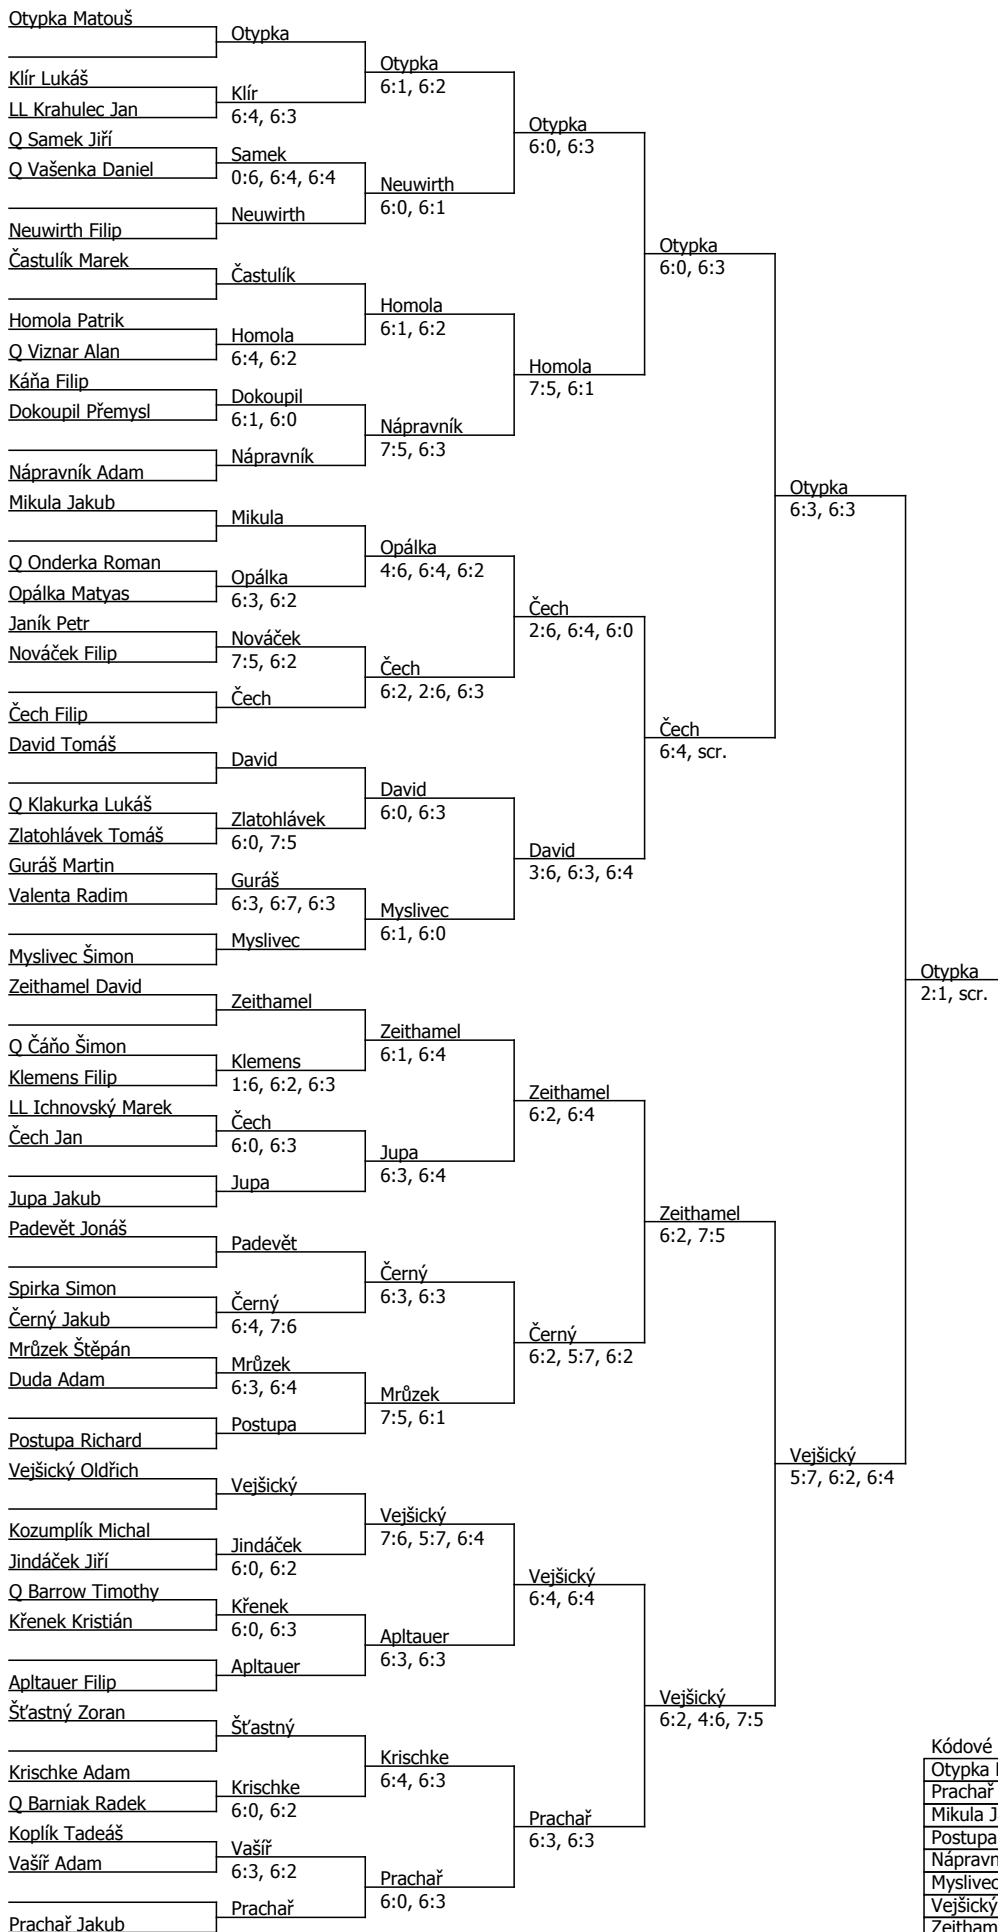 Otypka Matouš
Klír Lukáš
LL Krahulec Jan
Q Samek Jiří
Q Vašenka Daniel
Neuwirth Filip
Častulík Marek
Homola Patrik
Q Viznar Alan
Káňa Filip
Dokoupil Přemysl
Nápravník Adam
Mikula Jakub
Q Onderka Roman
Opálka Matyas
Janík Petr
Nováček Filip
Čech Filip
David Tomáš
Q Klakurka Lukáš
Zlatohlávek Tomáš
Guráš Martin
Valenta Radim
Myslivec Šimon
Zeithamel David
Q Čáňo Šimon
Klemens Filip
LL Ichnovský Marek
Čech Jan
Jupa Jakub
Padevět Jonáš
Spirka Simon
Černý Jakub
Mrůzek Štěpán
Duda Adam
Postupa Richard
Vejšický Oldřich
Kozumplík Michal
Jindáček Jiří
Q Barrow Timothy
Křenek Kristián
Apltauer Filip
Šťastný Zoran
Krischke Adam
Q Barniak Radek
Koplík Tadeáš
Vašíř Adam
Prachař Jakub
Otypka
Klír
6:4, 6:3
Samek
0:6, 6:4, 6:4
Neuwirth
Častulík
Homola
6:4, 6:2
Dokoupil
6:1, 6:0
Nápravník
Mikula
Opálka
6:3, 6:2
Nováček
7:5, 6:2
Čech
David
Zlatohlávek
6:0, 7:5
Guráš
6:3, 6:7, 6:3
Myslivec
Zeithamel
Klemens
1:6, 6:2, 6:3
Čech
6:0, 6:3
Jupa
Padevět
Černý
6:4, 7:6
Mrůzek
6:3, 6:4
Postupa
Vejšický
Jindáček
6:0, 6:2
Křenek
6:0, 6:3
Apltauer
Šťastný
Krischke
6:0, 6:2
Vašíř
6:3, 6:2
Prachař
Otypka
6:1, 6:2
Neuwirth
6:0, 6:1
Homola
6:1, 6:2
Nápravník
7:5, 6:3
Opálka
4:6, 6:4, 6:2
Čech
6:2, 2:6, 6:3
David
6:0, 6:3
Myslivec
6:1, 6:0
Zeithamel
6:1, 6:4
Jupa
6:3, 6:4
Černý
6:3, 6:3
Mrůzek
7:5, 6:1
Vejšický
7:6, 5:7, 6:4
Apltauer
6:3, 6:3
Krischke
6:4, 6:3
Prachař
6:0, 6:3
Otypka
6:0, 6:3
Homola
7:5, 6:1
Čech
2:6, 6:4, 6:0
David
3:6, 6:3, 6:4
Zeithamel
6:2, 6:4
Černý
6:2, 5:7, 6:2
Vejšický
6:4, 6:4
Prachař
6:3, 6:3
Otypka
6:0, 6:3
Čech
6:4, scr.
Zeithamel
6:2, 7:5
Vejšický
6:2, 4:6, 7:5
Otypka
6:3, 6:3
Vejšický
5:7, 6:2, 6:4
Otypka
2:1, scr.
Kódové
Otypka
Prachař
Mikula J
Postupa
Nápravn
Myslivec
Vejšický
Zeitham